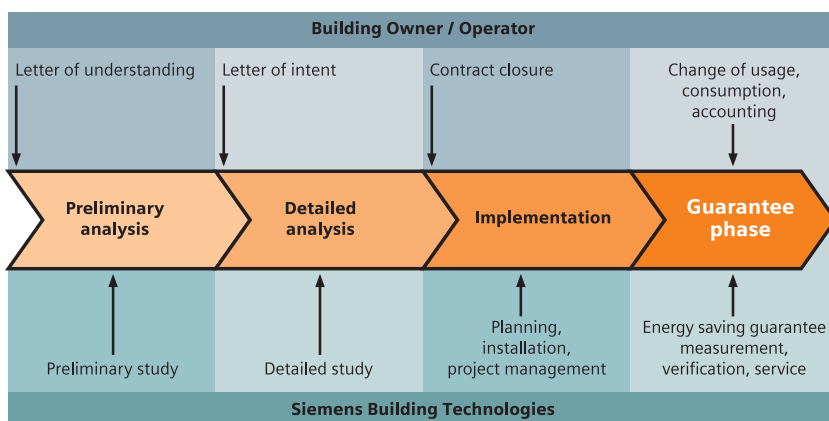 Building Owner / Operator
Letter of understanding
Letter of intent
Contract closure
Change of usage,
consumption,
accounting
Preliminary
analysis
Detailed
analysis
Implementation
Guarantee
phase
Preliminary study
Detailed study
Planning,
installation,
project management
Energy saving guarantee
measurement,
verification, service
Siemens Building Technologies